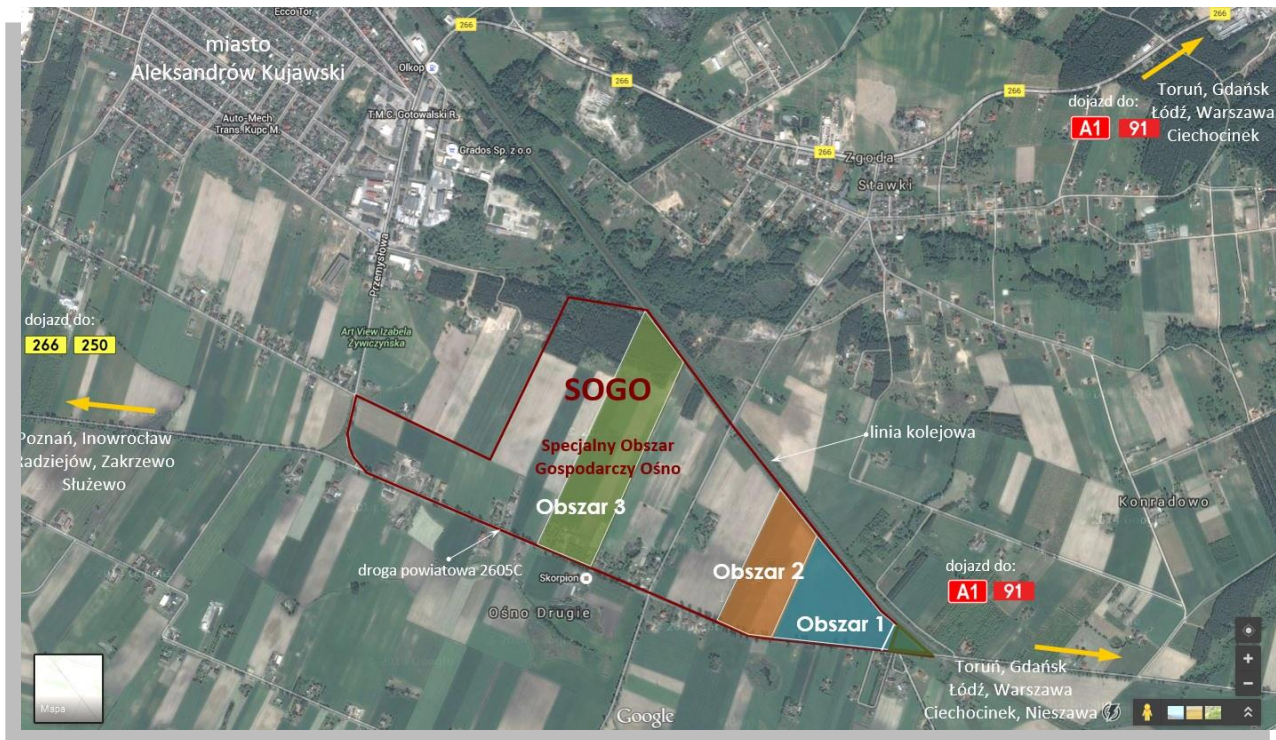 Ecco Tor
miasto
Aleksandrów Kujawski
266
266
Olkop
266
Toruń, Gdańsk
dojazd do:
Łódź, Warszawa
A1 91
Ciechocinek
266
T.M.C. Gotowalski R.
Auto-Mech
Trans. Kupc M.
Grados Sp. z o.o
266
Zgoda
Stawki
Przemysłowa
dojazd do:
266 250
Art View Izabela
Żywiczyńska
SOGO
Specjalny Obszar
Gospodarczy Ośno
linia kolejowa
Poznań, Inowrocław
Radziejów, Zakrzewo
Służewo
Obszar 3
Konradowo
droga powiatowa 2605C
Skorpion
Obszar 2
dojazd do:
A1 91
Ośno Drugie
Obszar 1
Toruń, Gdańsk
Łódź, Warszawa
Ciechocinek, Nieszawa
Mapa
Google